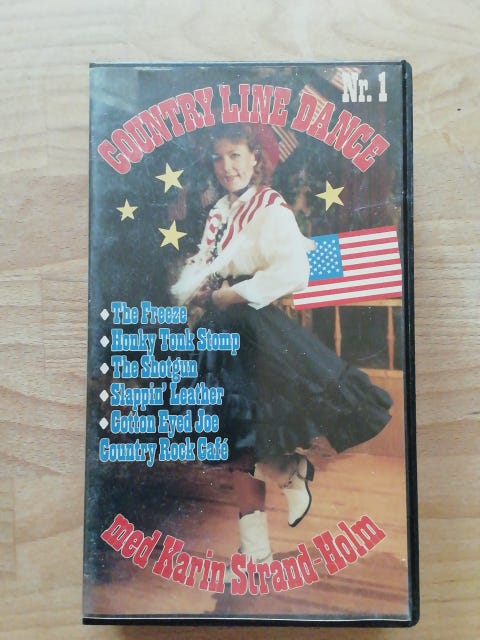 Nr. 1
COUNTRY LINE DANCE
The Freeze
Honky Tonk Stomp
The Shotgun
Slappin' Leather
Cotton Eyed Joe
Country Rock Café
med Karin Strand-Holm